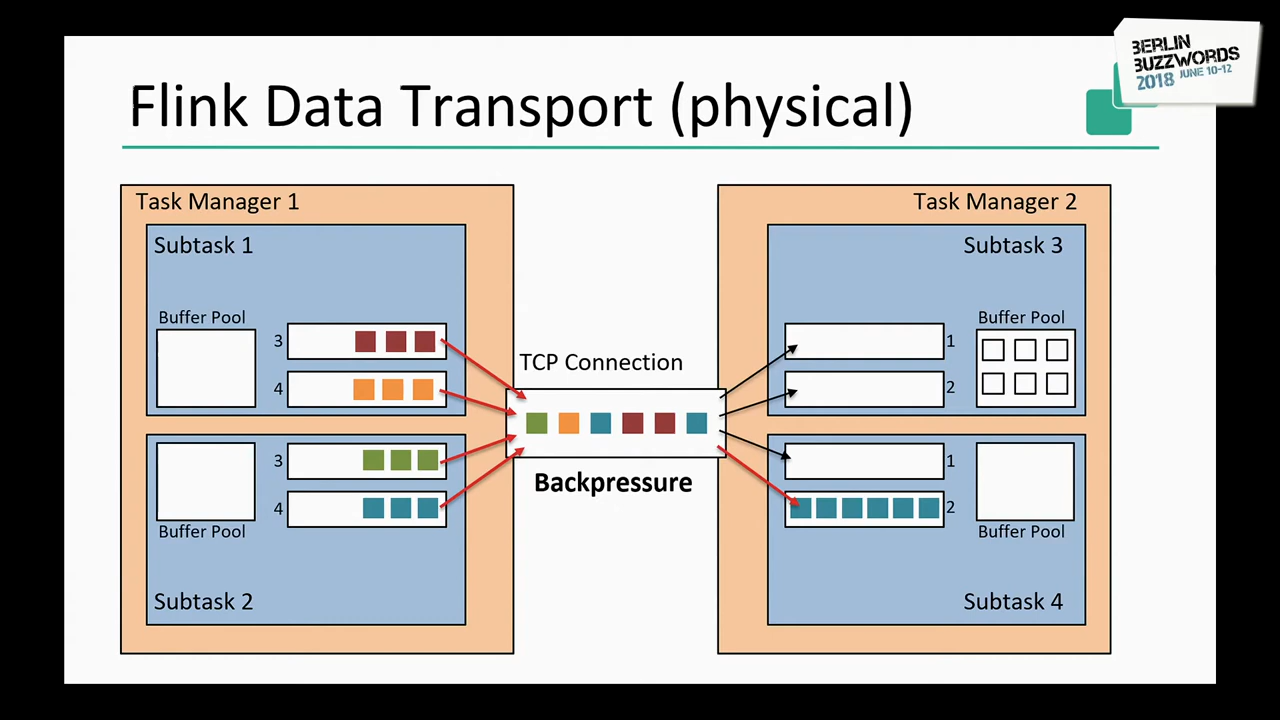 BERLIN
BUZZWORDS
2018 JUNE 10-12
Flink Data Transport (physical)
Task Manager 1
Subtask 1
Buffer Pool
3
4
Buffer Pool
3
4
Subtask 2
TCP Connection
Backpressure
Task Manager 2
Subtask 3
Buffer Pool
1
2
1
2
Buffer Pool
Subtask 4